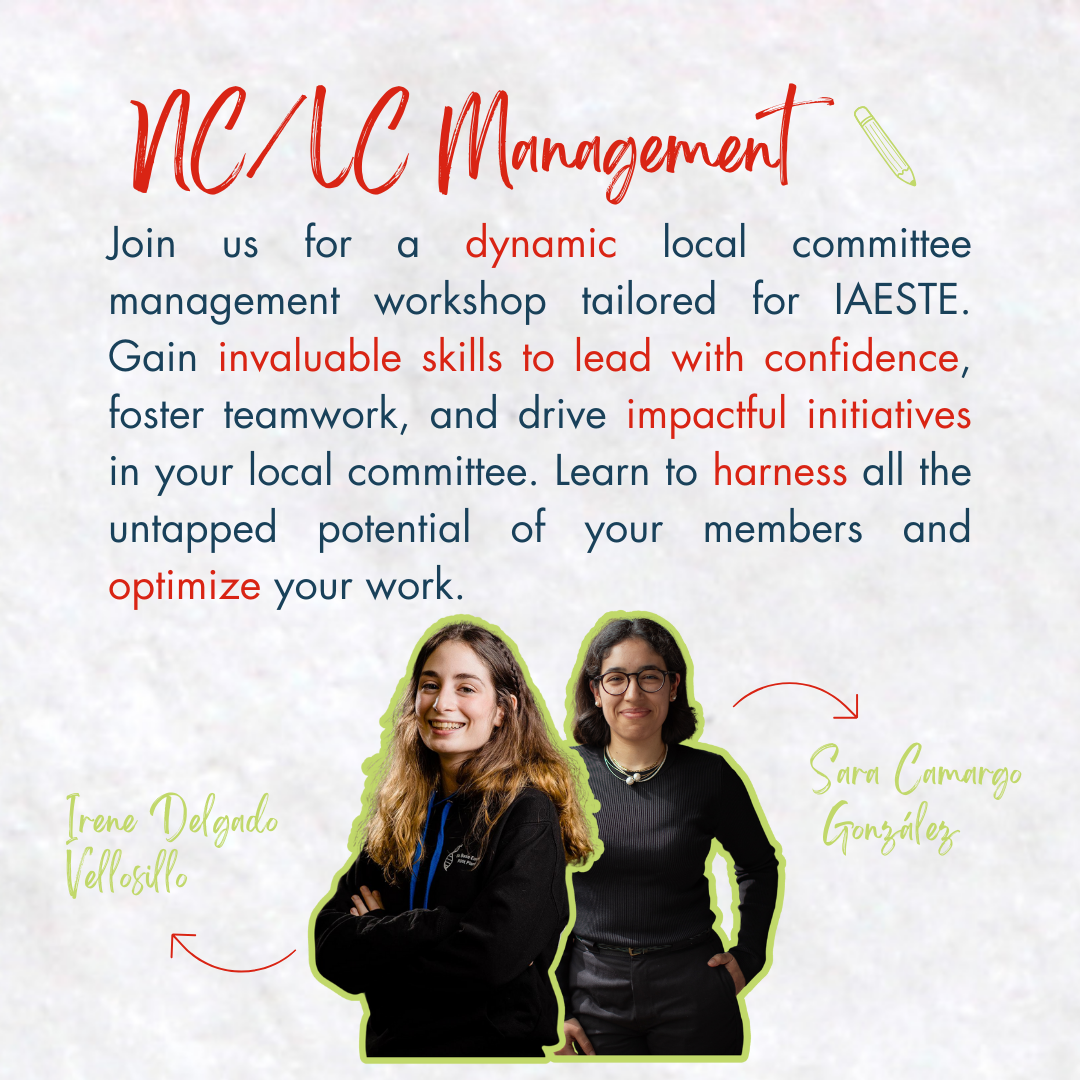 NC/LC Management
Join us for a dynamic local committee
management workshop tailored for IAESTE.
Gain invaluable skills to lead with confidence,
foster teamwork, and drive impactful initiatives
in your local committee. Learn to harness all the
untapped potential of your members and
optimize your work.
Sara Camargo
González
Irene Delgado
Vellosillo